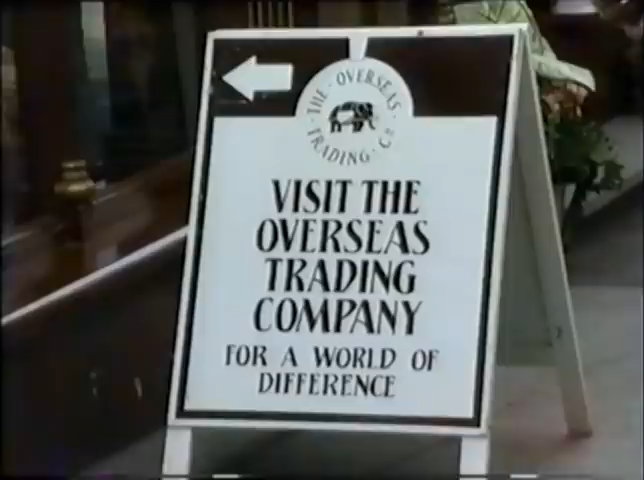 · THE · OVERSEAS ·
TRADING · Cº
VISIT THE
OVERSEAS
TRADING
COMPANY
FOR A WORLD OF
DIFFERENCE